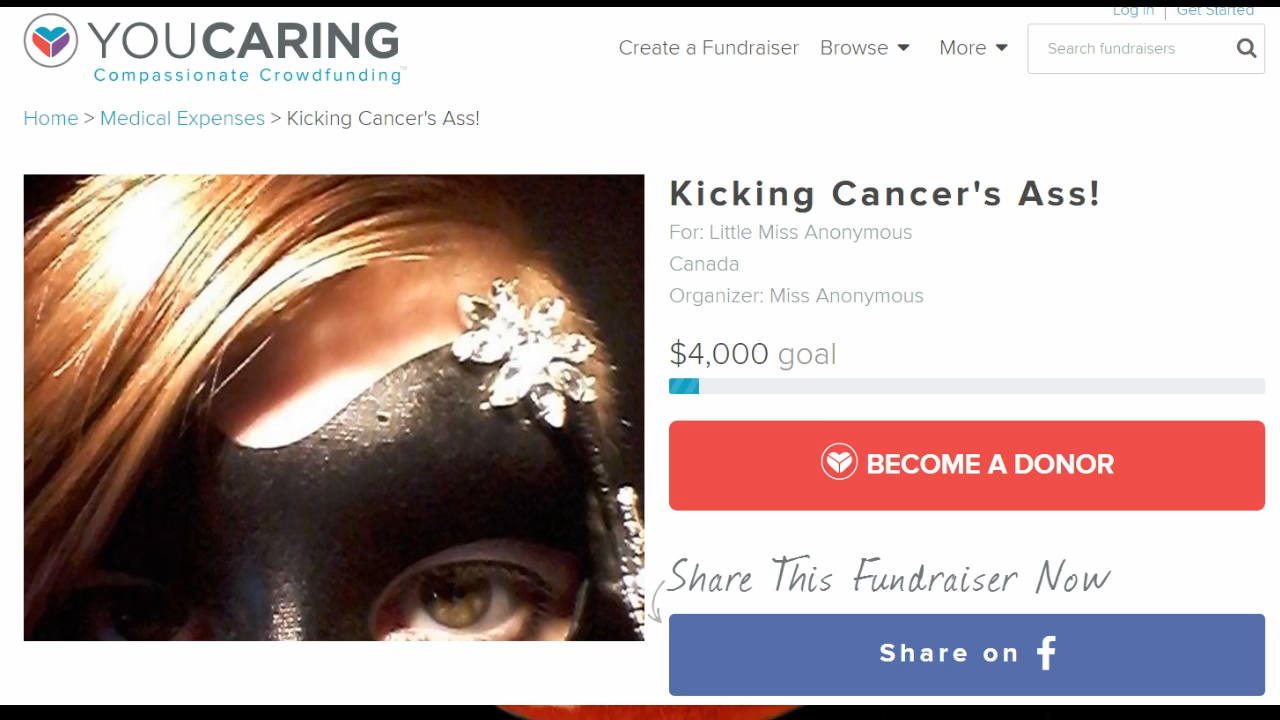 Log In | Get Started
YOUCARING
Compassionate Crowdfunding™
Create a Fundraiser Browse More Search fundraisers
Home > Medical Expenses > Kicking Cancer's Ass!
Kicking Cancer's Ass!
For: Little Miss Anonymous
Canada
Organizer: Miss Anonymous
$4,000 goal
BECOME A DONOR
Share This Fundraiser Now
Share on f